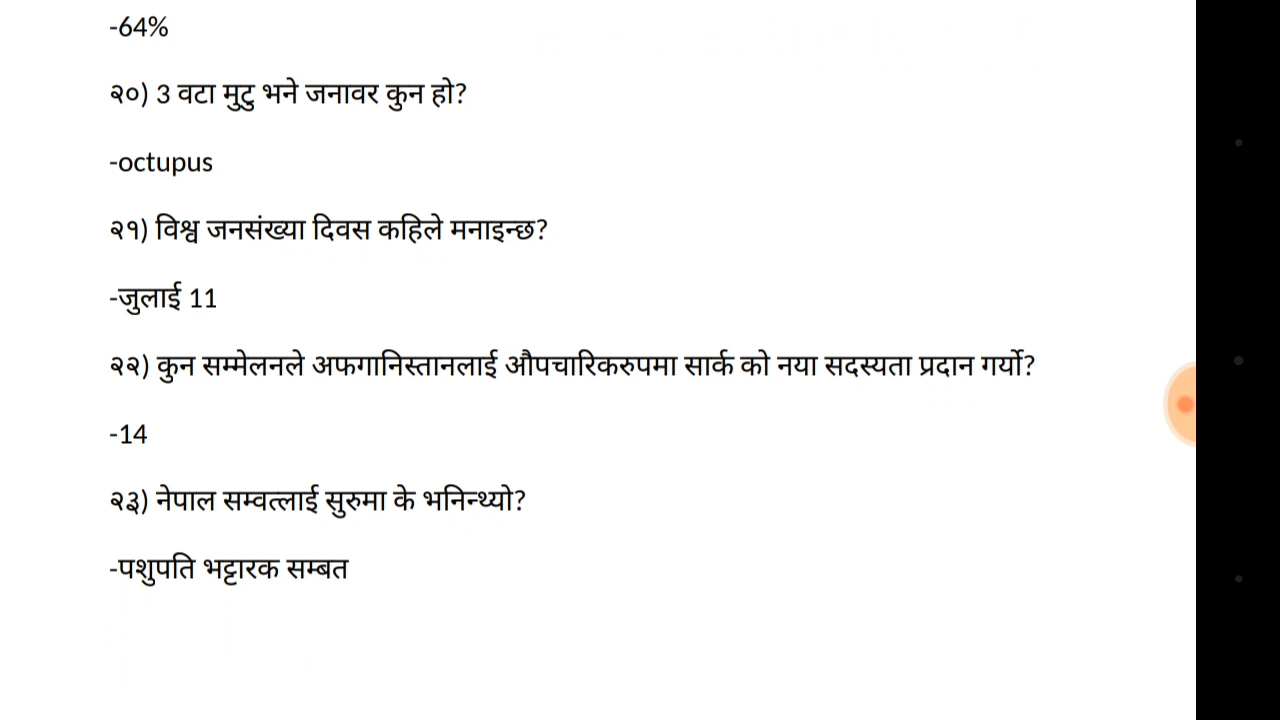 -64%
२०) 3 वटा मुटु भने जनावर कुन हो?
-octupus
२१) विश्व जनसंख्या दिवस कहिले मनाइन्छ?
-जुलाई 11
२२) कुन सम्मेलनले अफगानिस्तानलाई औपचारिकरुपमा सार्क को नया सदस्यता प्रदान गर्यो?
-14
२३) नेपाल सम्वत्लाई सुरुमा के भनिन्थ्यो?
-पशुपति भट्टारक सम्बत